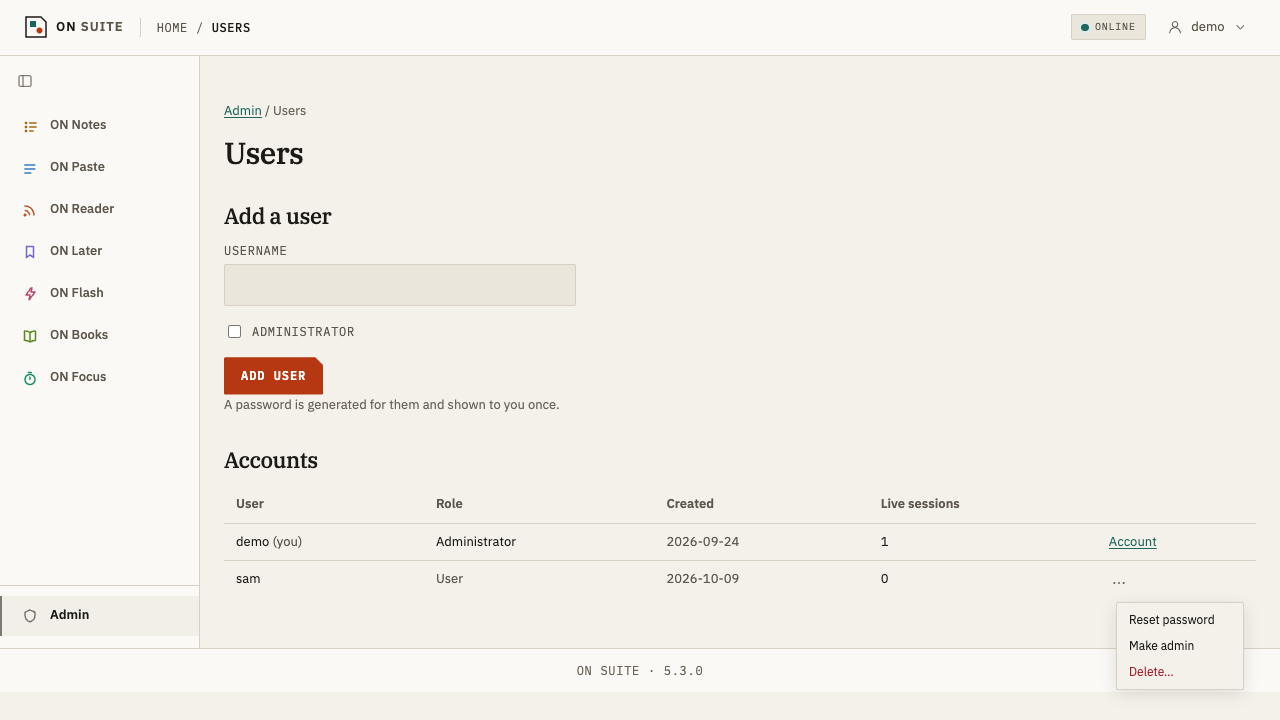 ON SUITE
HOME / USERS
ONLINE
demo
ON Notes
ON Paste
ON Reader
ON Later
ON Flash
ON Books
ON Focus
Admin
Admin / Users
Users
Add a user
USERNAME
ADMINISTRATOR
ADD USER
A password is generated for them and shown to you once.
Accounts
User Role Created Live sessions
demo (you) Administrator 2026-09-24 1 Account
sam User 2026-10-09 0 ...
Reset password
Make admin
Delete...
ON SUITE · 5.3.0